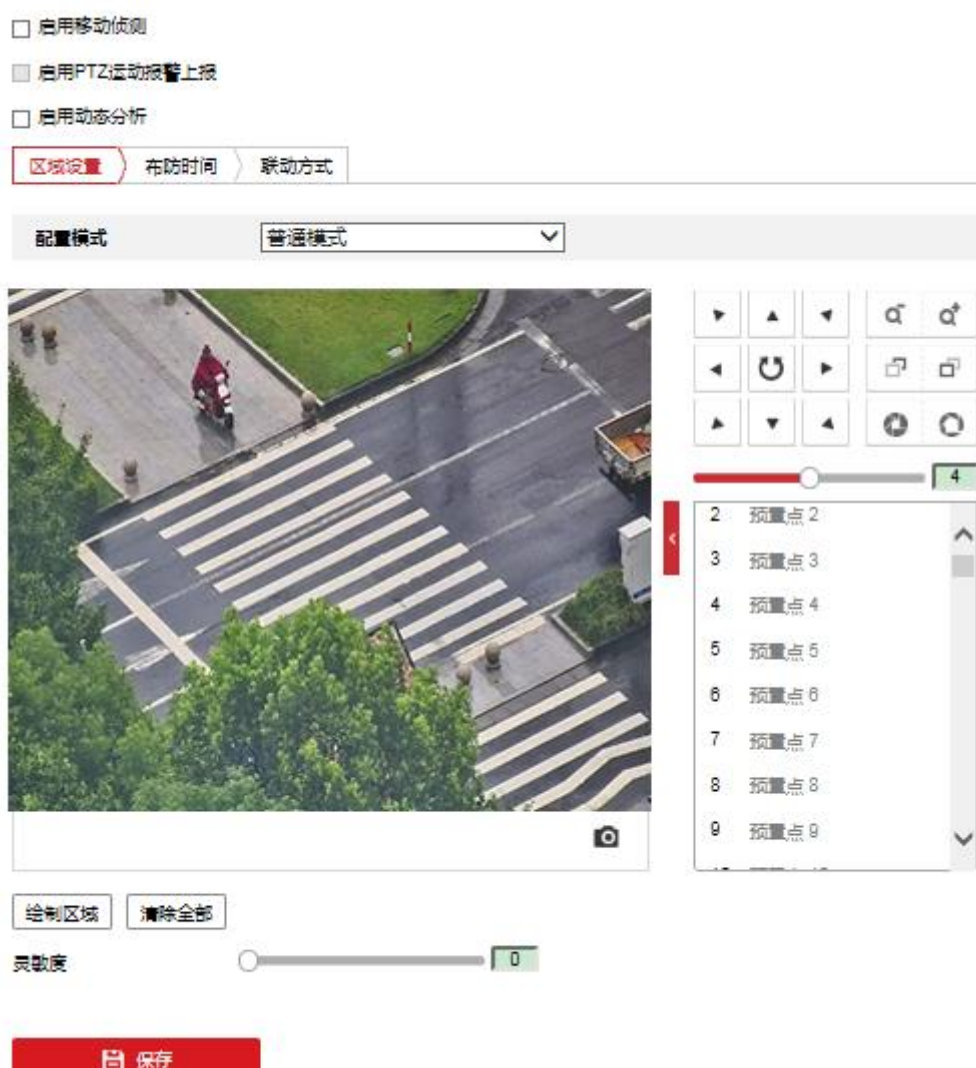 启用移动侦测
启用PTZ运动报警上报
启用动态分析
区域设置 布防时间 联动方式
配置模式 普通模式
4
2 预置点 2
3 预置点 3
4 预置点 4
5 预置点 5
6 预置点 6
7 预置点 7
8 预置点 8
9 预置点 9
绘制区域 清除全部
灵敏度 0
保存